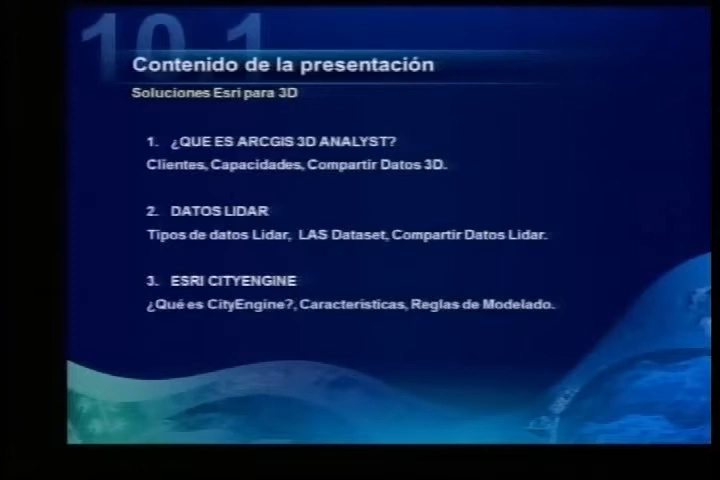 10.1
Contenido de la presentación
Soluciones Esri para 3D
1. ¿QUE ES ARCGIS 3D ANALYST?
Clientes, Capacidades, Compartir Datos 3D.
2. DATOS LIDAR
Tipos de datos Lidar, LAS Dataset, Compartir Datos Lidar.
3. ESRI CITYENGINE
¿Qué es CityEngine?, Caracteristicas, Reglas de Modelado.